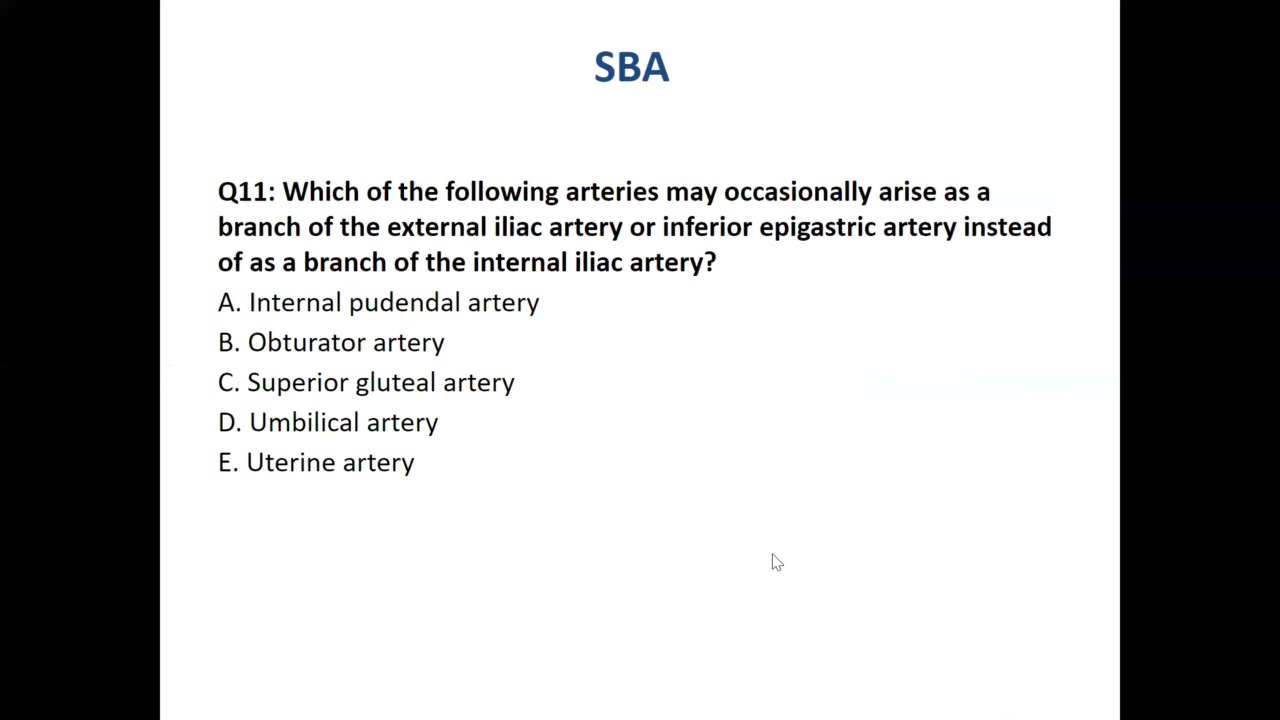 SBA
Q11: Which of the following arteries may occasionally arise as a
branch of the external iliac artery or inferior epigastric artery instead
of as a branch of the internal iliac artery?
A. Internal pudendal artery
B. Obturator artery
C. Superior gluteal artery
D. Umbilical artery
E. Uterine artery